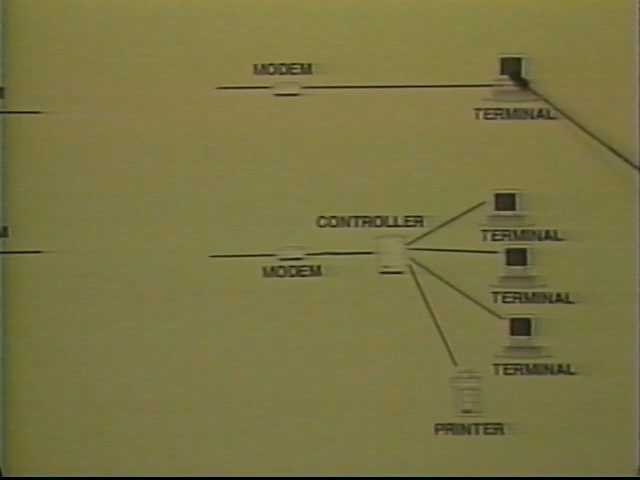 MODEM
TERMINAL
CONTROLLER
TERMINAL
MODEM
TERMINAL
TERMINAL
PRINTER